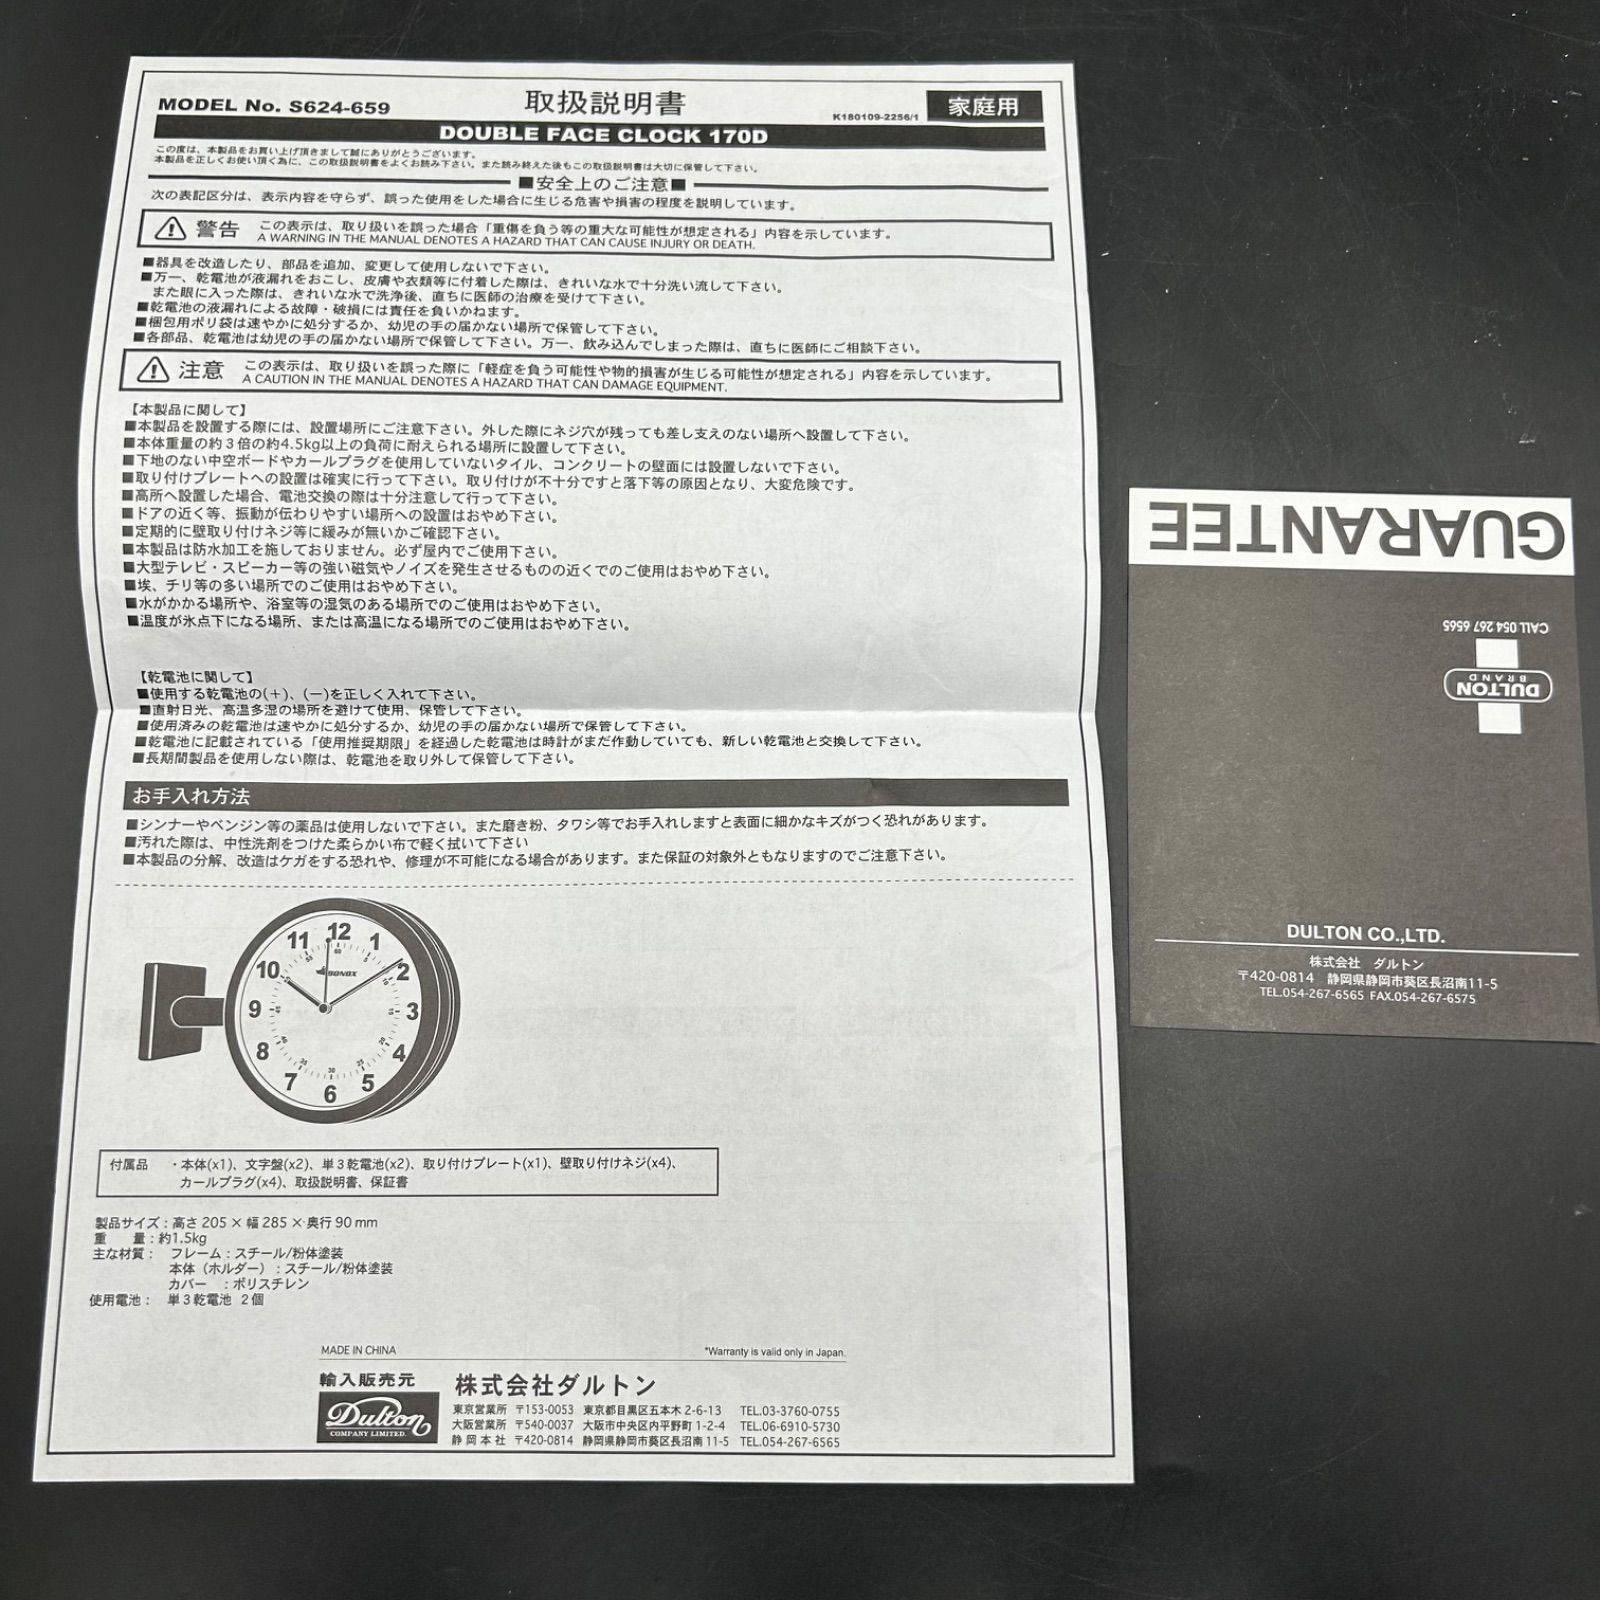 MODEL No. S624-659
取扱説明書
K180109-2256/1
家庭用
DOUBLE FACE CLOCK 170D
この度は、本製品をお買い上げ頂きまして誠にありがとうございます。
本製品を正しくお使い頂く為に、この取扱説明書をよくお読み下さい。また読み終えた後もこの取扱説明書は大切に保管して下さい。
■安全上のご注意■
次の表記区分は、表示内容を守らず、誤った使用をした場合に生じる危害や損害の程度を説明しています。
警告 この表示は、取り扱いを誤った場合「重傷を負う等の重大な可能性が想定される」内容を示しています。
A WARNING IN THE MANUAL DENOTES A HAZARD THAT CAN CAUSE INJURY OR DEATH.
■器具を改造したり、部品を追加、変更して使用しないで下さい。
■万一、乾電池が液漏れをおこし、皮膚や衣類等に付着した際は、きれいな水で十分洗い流して下さい。
また眼に入った際は、きれいな水で洗浄後、直ちに医師の治療を受けて下さい。
■乾電池の液漏れによる故障・破損には責任を負いかねます。
■梱包用ポリ袋は速やかに処分するか、幼児の手の届かない場所で保管して下さい。
■各部品、乾電池は幼児の手の届かない場所で保管して下さい。万一、飲み込んでしまった際は、直ちに医師にご相談下さい。
注意 この表示は、取り扱いを誤った際に「軽症を負う可能性や物的損害が生じる可能性が想定される」内容を示しています。
A CAUTION IN THE MANUAL DENOTES A HAZARD THAT CAN DAMAGE EQUIPMENT.
【本製品に関して】
■本製品を設置する際には、設置場所にご注意下さい。外した際にネジ穴が残っても差し支えのない場所へ設置して下さい。
■本体重量の約3倍の約4.5kg以上の負荷に耐えられる場所に設置して下さい。
■下地のない中空ボードやカールプラグを使用していないタイル、コンクリートの壁面には設置しないで下さい。
■取り付けプレートへの設置は確実に行って下さい。取り付けが不十分ですと落下等の原因となり、大変危険です。
■高所へ設置した場合、電池交換の際は十分注意して行って下さい。
■ドアの近く等、振動が伝わりやすい場所への設置はおやめ下さい。
■定期的に壁取り付けネジ等に緩みが無いかご確認下さい。
■本製品は防水加工を施しておりません。必ず屋内でご使用下さい。
■大型テレビ・スピーカー等の強い磁気やノイズを発生させるものの近くでのご使用はおやめ下さい。
■埃、チリ等の多い場所でのご使用はおやめ下さい。
■水がかかる場所や、浴室等の湿気のある場所でのご使用はおやめ下さい。
■温度が氷点下になる場所、または高温になる場所でのご使用はおやめ下さい。
【乾電池に関して】
■使用する乾電池の(+)、(−)を正しく入れて下さい。
■直射日光、高温多湿の場所を避けて使用、保管して下さい。
■使用済みの乾電池は速やかに処分するか、幼児の手の届かない場所で保管して下さい。
■乾電池に記載されている「使用推奨期限」を経過した乾電池は時計がまだ作動していても、新しい乾電池と交換して下さい。
■長期間製品を使用しない際は、乾電池を取り外して保管して下さい。
お手入れ方法
■シンナーやベンジン等の薬品は使用しないで下さい。また磨き粉、タワシ等でお手入れしますと表面に細かなキズがつく恐れがあります。
■汚れた際は、中性洗剤をつけた柔らかい布で軽く拭いて下さい
■本製品の分解、改造はケガをする恐れや、修理が不可能になる場合があります。また保証の対象外ともなりますのでご注意下さい。
12
11 1
10 2
BONOX
9 3
8 4
7 5
6
付属品 ・本体(x1)、文字盤(x2)、単3乾電池(x2)、取り付けプレート(x1)、壁取り付けネジ(x4)、
カールプラグ(x4)、取扱説明書、保証書
製品サイズ：高さ 205 × 幅 285 × 奥行 90 mm
重 量：約1.5kg
主な材質： フレーム：スチール/粉体塗装
本体（ホルダー）：スチール/粉体塗装
カバー ：ポリスチレン
使用電池： 単3乾電池 2個
MADE IN CHINA
*Warranty is valid only in Japan.
輸入販売元
株式会社ダルトン
Dulton
COMPANY LIMITED.
東京営業所 〒153-0053 東京都目黒区五本木 2-6-13 TEL.03-3760-0755
大阪営業所 〒540-0037 大阪市中央区内平野町 1-2-4 TEL.06-6910-5730
静岡本社 〒420-0814 静岡県静岡市葵区長沼南 11-5 TEL.054-267-6565
GUARANTEE
CALL 054 267 6565
DULTON
BRAND
DULTON CO.,LTD.
株式会社 ダルトン
〒420-0814 静岡県静岡市葵区長沼南11-5
TEL.054-267-6565 FAX.054-267-6575